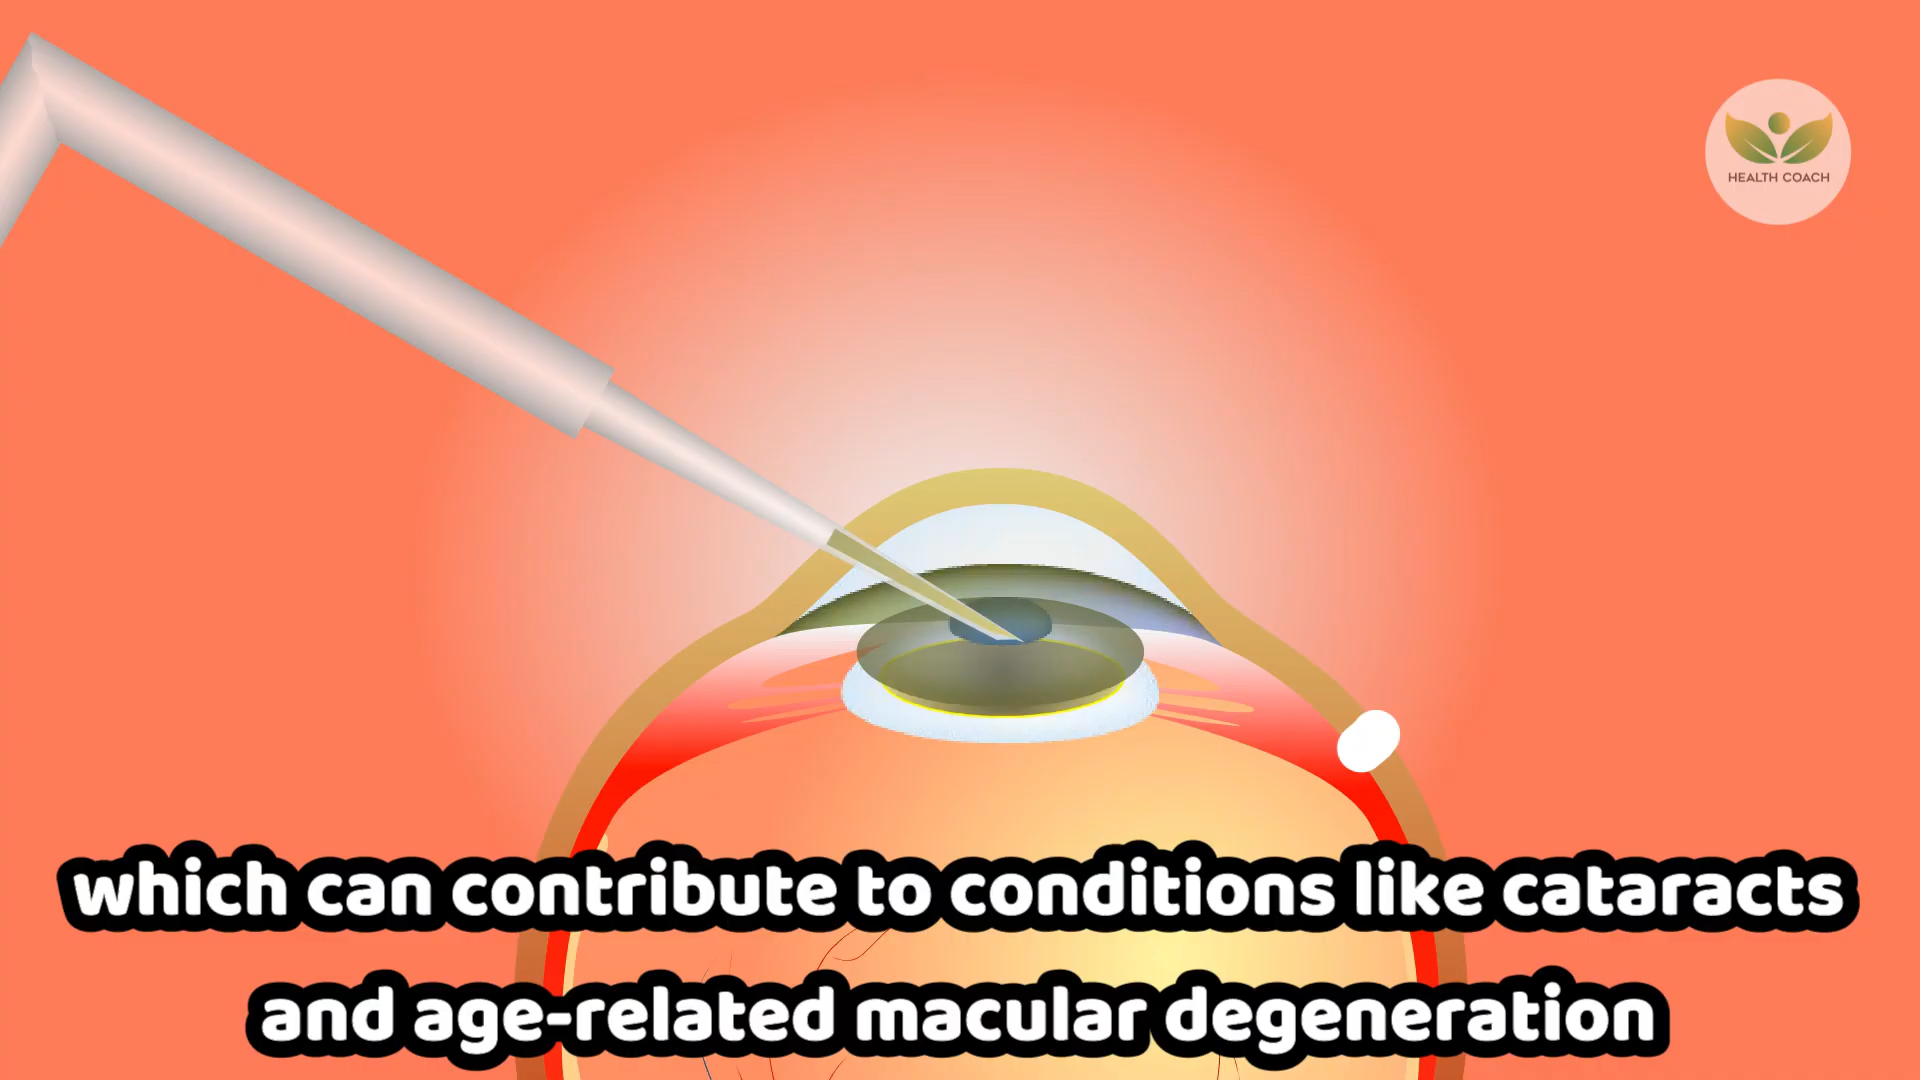 HEALTH COACH
which can contribute to conditions like cataracts
and age-related macular degeneration